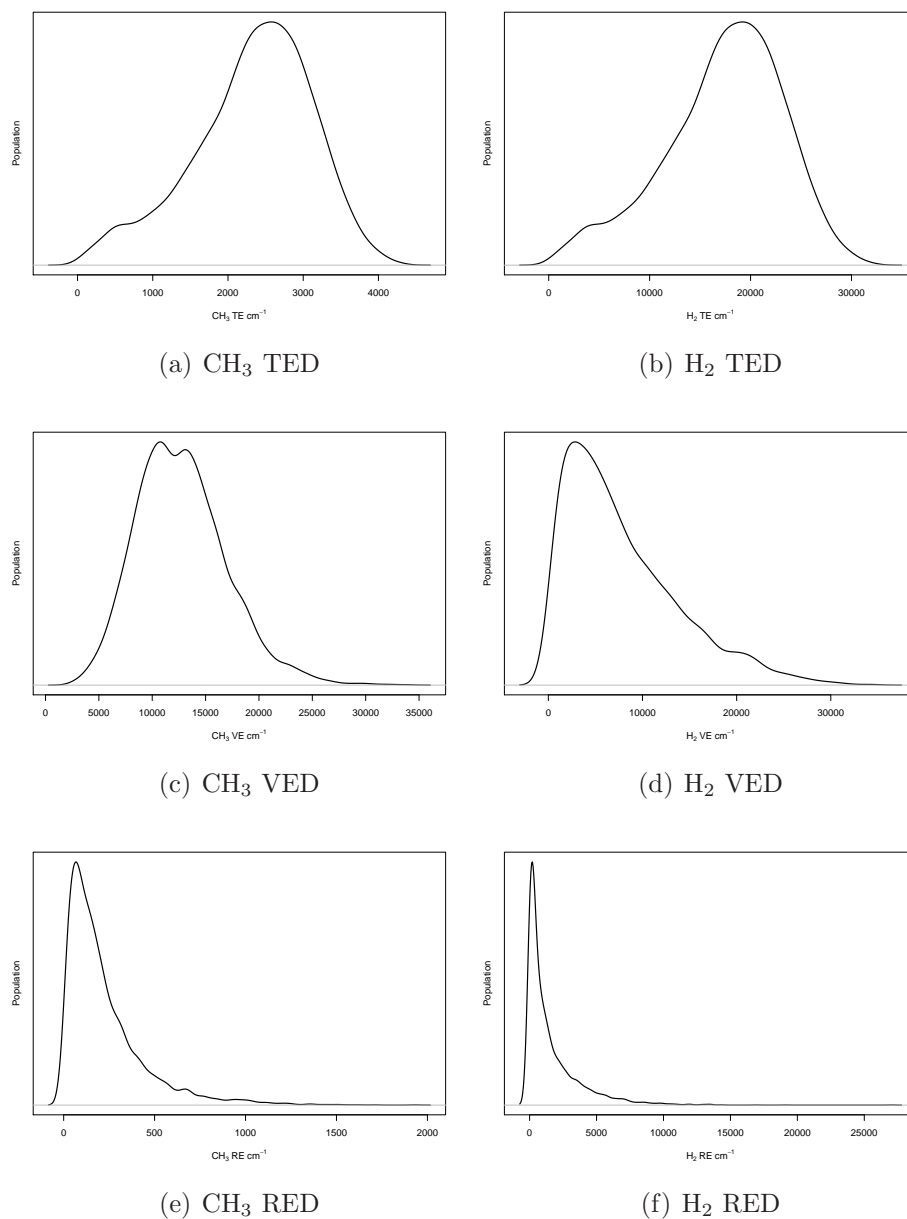 Population
0 1000 2000 3000 4000
CH₃ TE cm⁻¹
(a) CH₃ TED
Population
0 10000 20000 30000
H₂ TE cm⁻¹
(b) H₂ TED
Population
0 5000 10000 15000 20000 25000 30000 35000
CH₃ VE cm⁻¹
(c) CH₃ VED
Population
0 10000 20000 30000
H₂ VE cm⁻¹
(d) H₂ VED
Population
0 500 1000 1500 2000
CH₃ RE cm⁻¹
(e) CH₃ RED
Population
0 5000 10000 15000 20000 25000
H₂ RE cm⁻¹
(f) H₂ RED